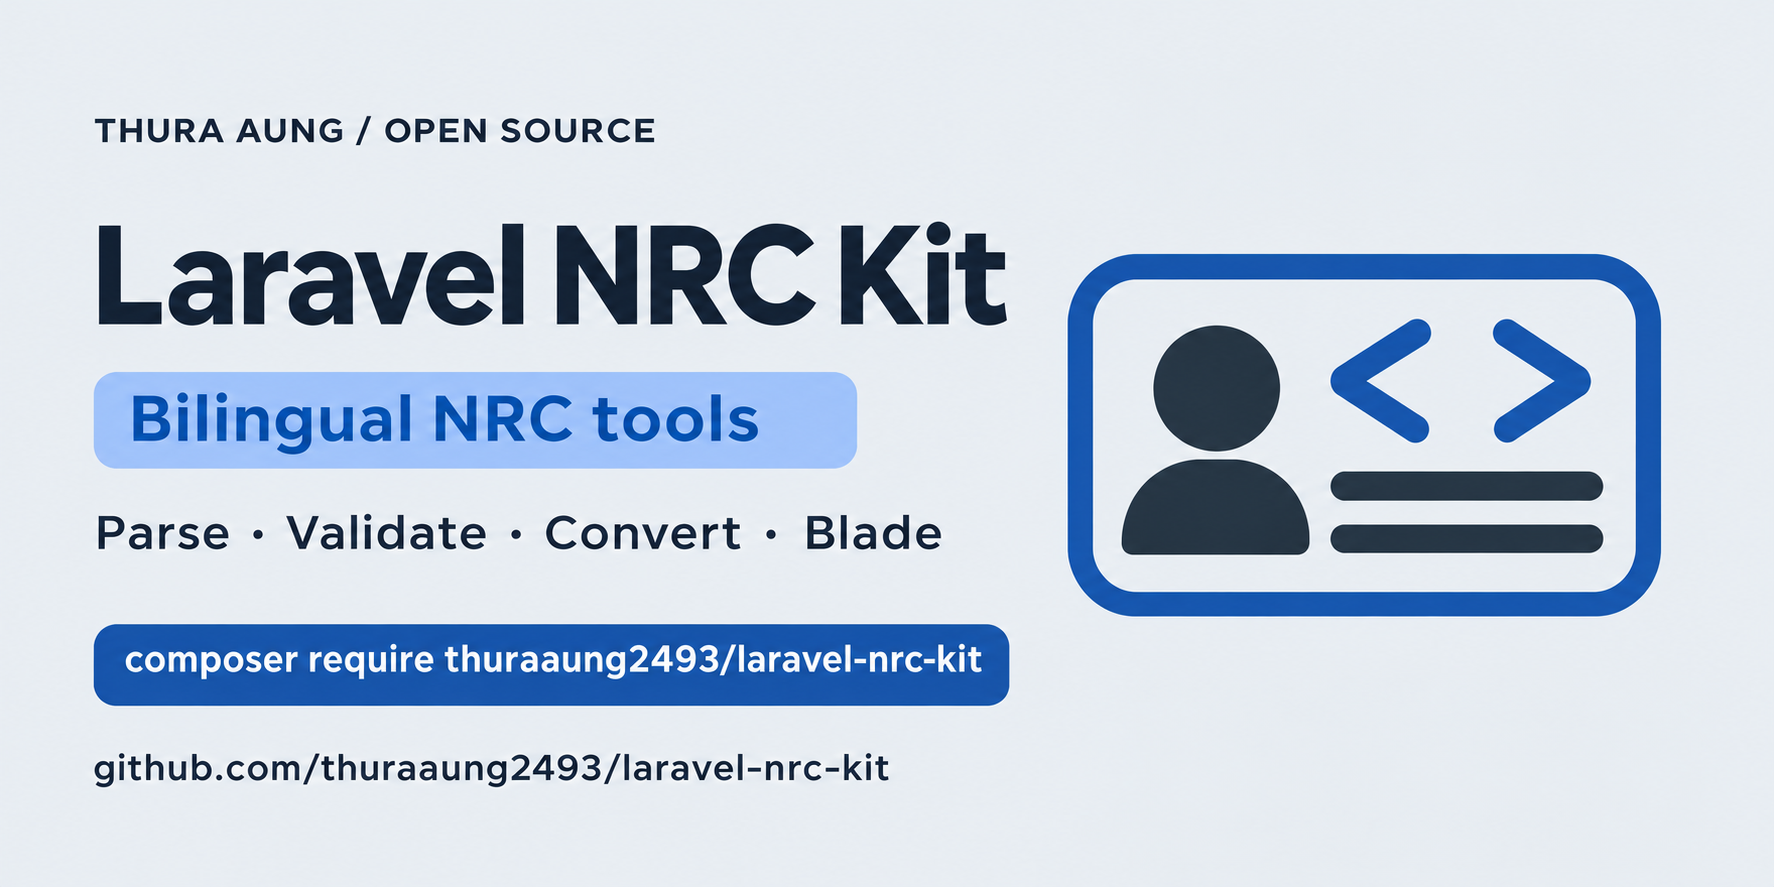 THURA AUNG / OPEN SOURCE
Laravel NRC Kit
Bilingual NRC tools
Parse · Validate · Convert · Blade
composer require thuraaung2493/laravel-nrc-kit
github.com/thuraaung2493/laravel-nrc-kit